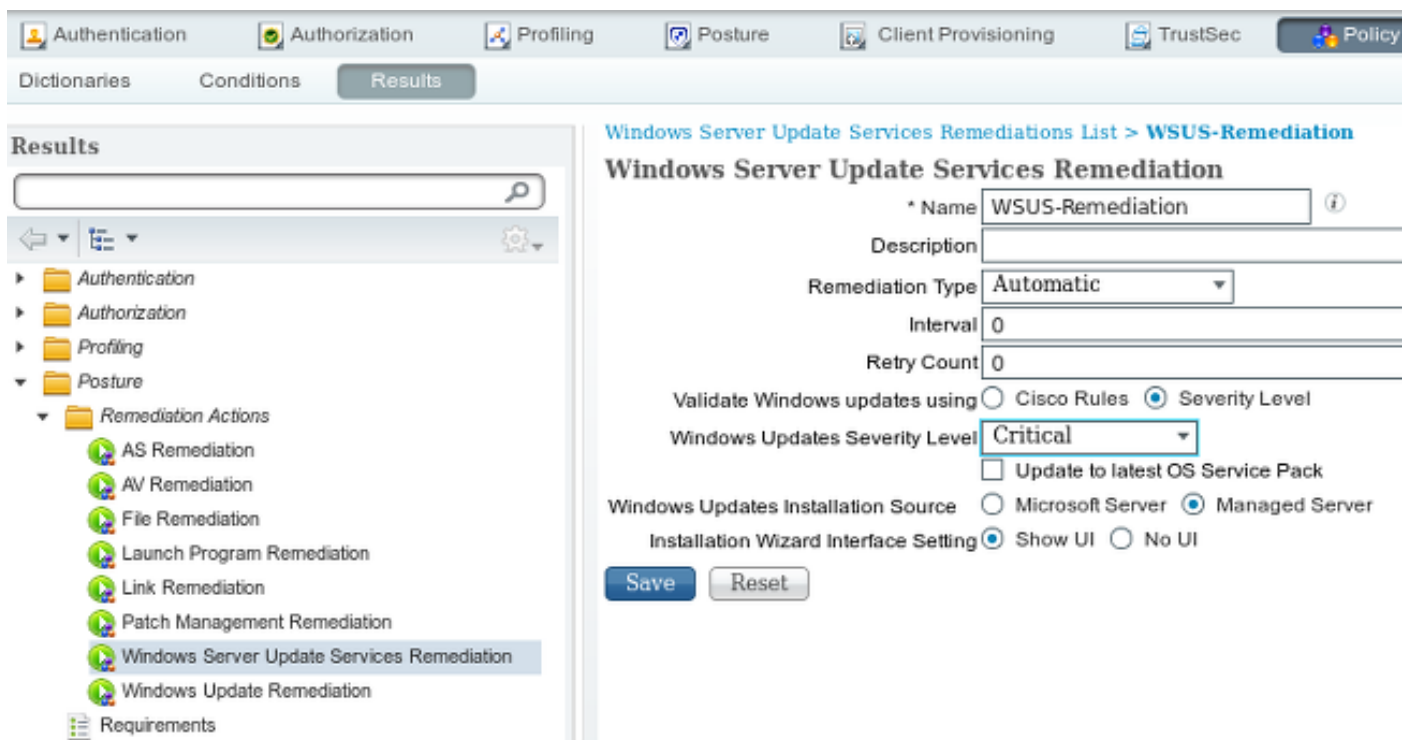 Authentication Authorization Profiling Posture Client Provisioning TrustSec Policy
Dictionaries Conditions Results
Results
Authentication
Authorization
Profiling
Posture
Remediation Actions
AS Remediation
AV Remediation
File Remediation
Launch Program Remediation
Link Remediation
Patch Management Remediation
Windows Server Update Services Remediation
Windows Update Remediation
Requirements
Windows Server Update Services Remediations List > WSUS-Remediation
Windows Server Update Services Remediation
* Name WSUS-Remediation
Description
Remediation Type Automatic
Interval 0
Retry Count 0
Validate Windows updates using Cisco Rules Severity Level
Windows Updates Severity Level Critical
Update to latest OS Service Pack
Windows Updates Installation Source Microsoft Server Managed Server
Installation Wizard Interface Setting Show UI No UI
Save Reset